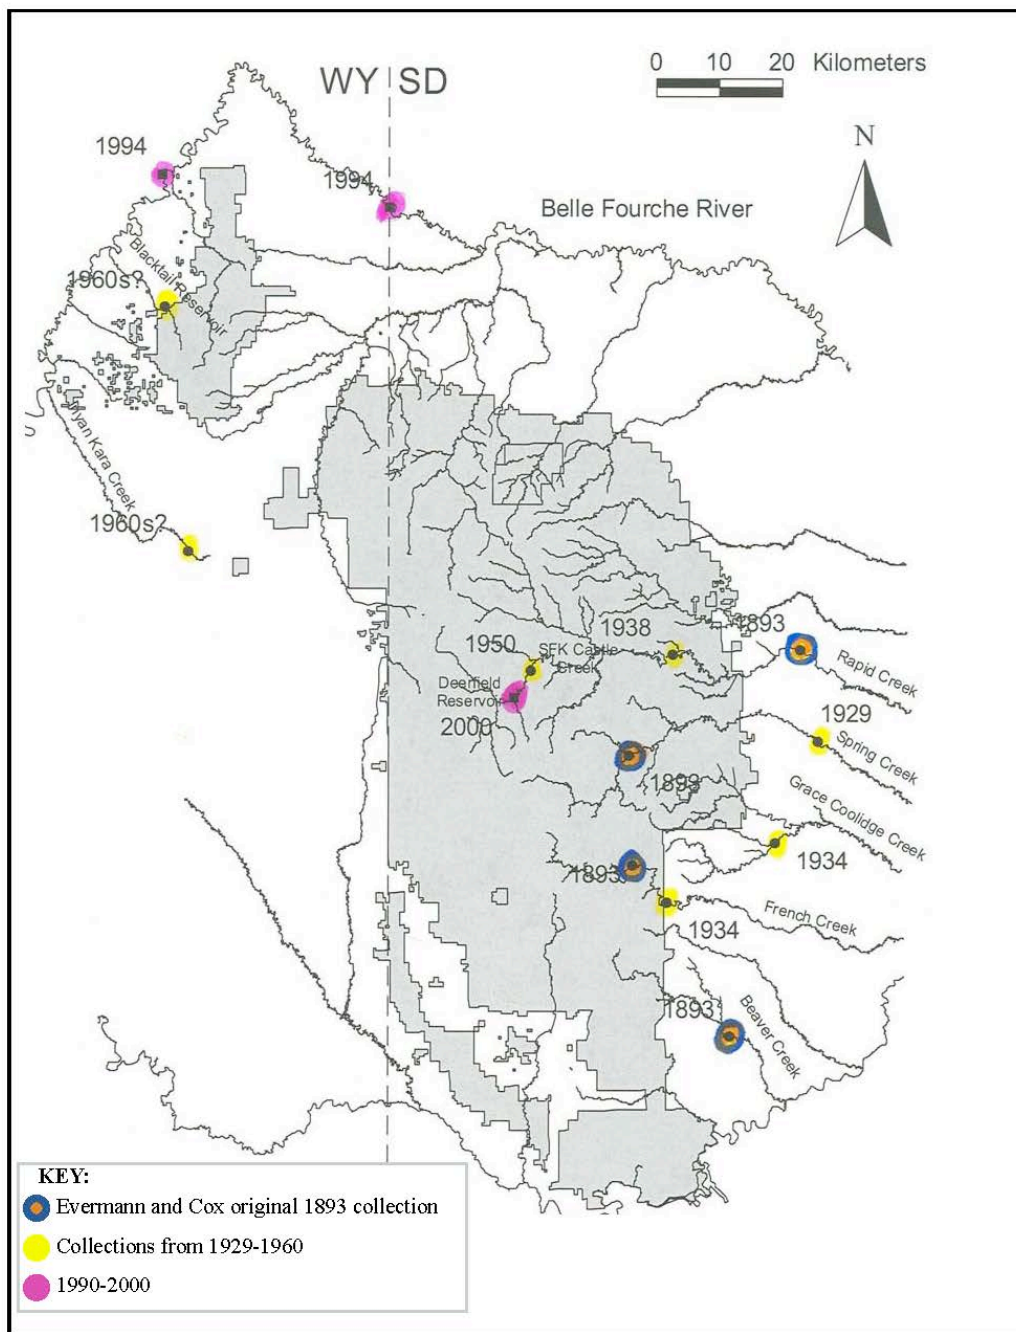 0 10 20 Kilometers
WY SD
N
1994
1994
Belle Fourche River
Blacktail Reservoir
1960s?
Inyan Kara Creek
1960s?
1938
1893
1950
SFK Castle
Creek
Rapid Creek
Deerfield
Reservoir
2000
1929
Spring Creek
1893
Grace Coolidge Creek
1934
1893
French Creek
1934
1893
Beaver Creek
KEY:
Evermann and Cox original 1893 collection
Collections from 1929-1960
1990-2000